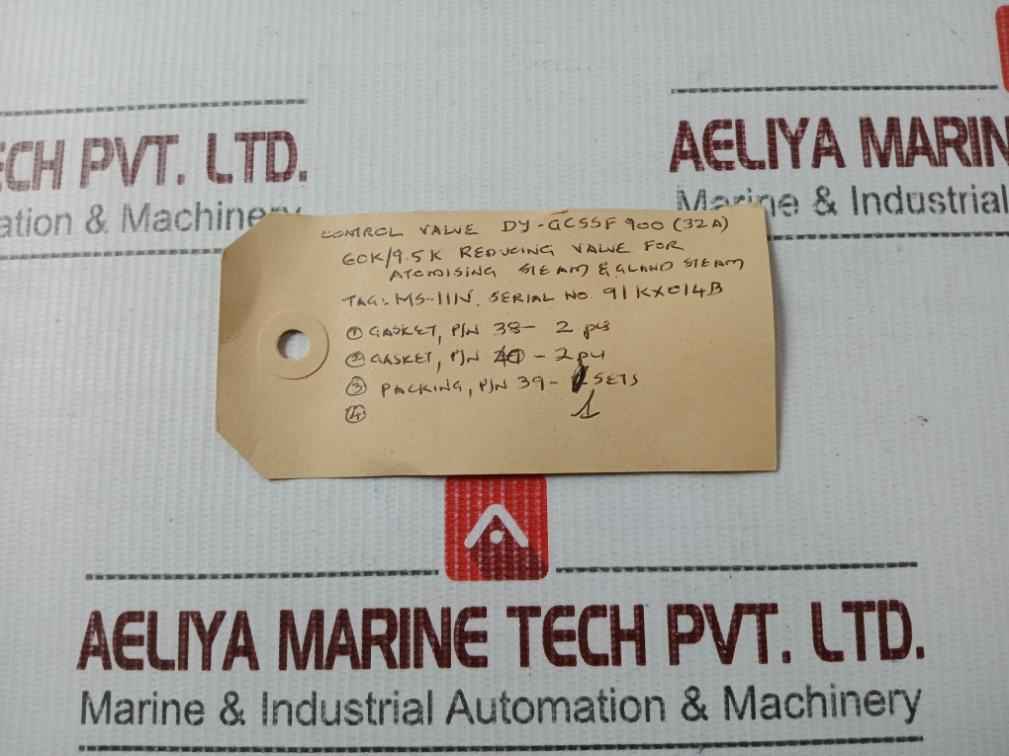 ECH PVT. LTD.
ation & Machinery
AELIYA MARIN
Marine & Industrial
CONTROL VALVE DY-GCSSF 900 (32A)
60K/9.5K REDUCING VALVE FOR
ATOMISING STEAM & GLAND STEAM
TAG: MS-11N. SERIAL NO. 91KX014B
① GASKET, P/N 38- 2 pcs
② GASKET, P/N - 2 pcs
③ PACKING, P/N 39- SETS
1
④
AELIYA MARINE TECH PVT. LTD.
Marine & Industrial Automation & Machinery